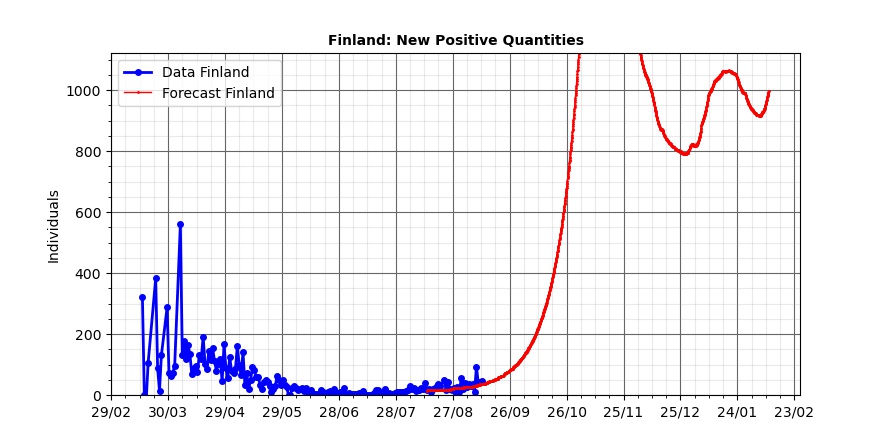 Finland: New Positive Quantities
Data Finland
Forecast Finland
Individuals
1000
800
600
400
200
0
29/02 30/03 29/04 29/05 28/06 28/07 27/08 26/09 26/10 25/11 25/12 24/01 23/02